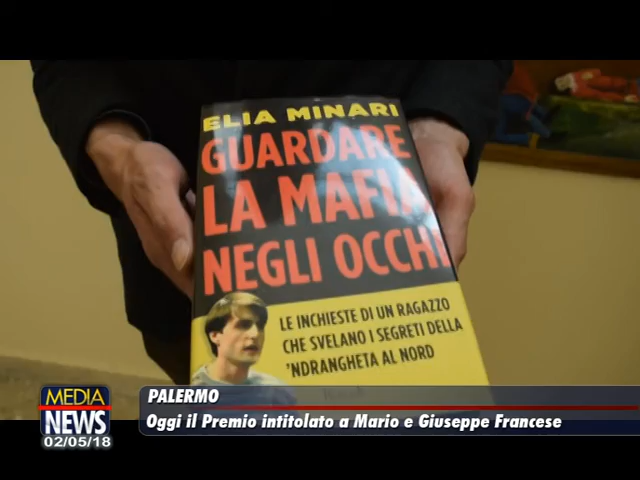 ELIA MINARI
GUARDARE
LA MAFIA
NEGLI OCCHI
LE INCHIESTE DI UN RAGAZZO
CHE SVELANO I SEGRETI DELLA
'NDRANGHETA AL NORD
MEDIA
NEWS
02/05/18
PALERMO
Oggi il Premio intitolato a Mario e Giuseppe Francese